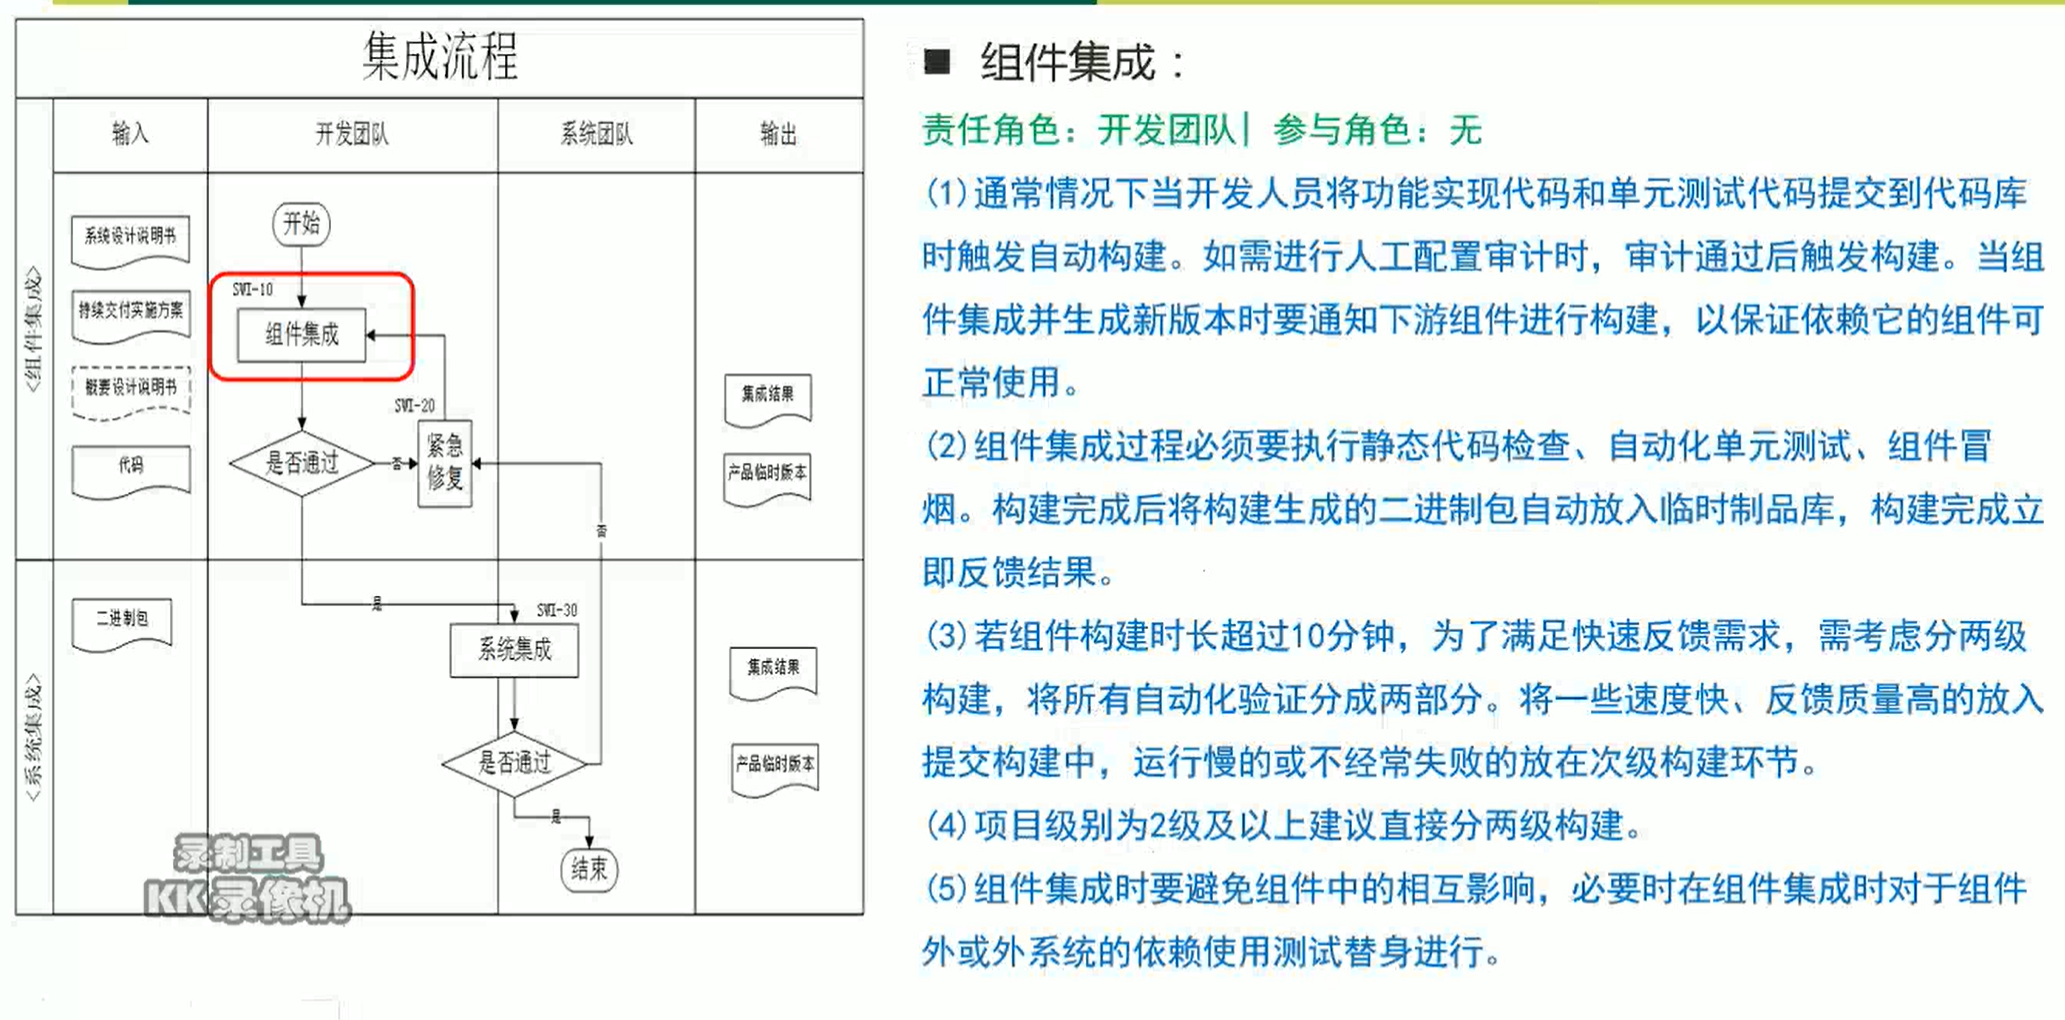 集成流程
输入
开发团队
系统团队
输出
<组件集成>
系统设计说明书
持续交付实施方案
概要设计说明书
代码
开始
SWI-10
组件集成
是否通过
否
SWI-20
紧急
修复
否
集成结果
产品临时版本
<系统集成>
二进制包
是
SWI-30
系统集成
是否通过
是
结束
集成结果
产品临时版本
录制工具
KK录像机
■ 组件集成：
责任角色：开发团队| 参与角色：无
(1)通常情况下当开发人员将功能实现代码和单元测试代码提交到代码库
时触发自动构建。如需进行人工配置审计时，审计通过后触发构建。当组
件集成并生成新版本时要通知下游组件进行构建，以保证依赖它的组件可
正常使用。
(2)组件集成过程必须要执行静态代码检查、自动化单元测试、组件冒
烟。构建完成后将构建生成的二进制包自动放入临时制品库，构建完成立
即反馈结果。
(3)若组件构建时长超过10分钟，为了满足快速反馈需求，需考虑分两级
构建，将所有自动化验证分成两部分。将一些速度快、反馈质量高的放入
提交构建中，运行慢的或不经常失败的放在次级构建环节。
(4)项目级别为2级及以上建议直接分两级构建。
(5)组件集成时要避免组件中的相互影响，必要时在组件集成时对于组件
外或外系统的依赖使用测试替身进行。